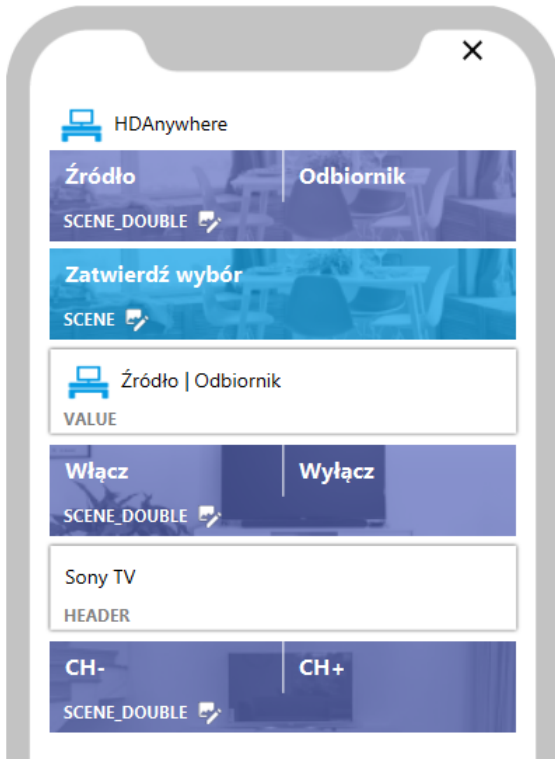 HDAnywhere
Źródło Odbiornik
SCENE_DOUBLE
Zatwierdź wybór
SCENE
Źródło | Odbiornik
VALUE
Włącz Wyłącz
SCENE_DOUBLE
Sony TV
HEADER
CH- CH+
SCENE_DOUBLE